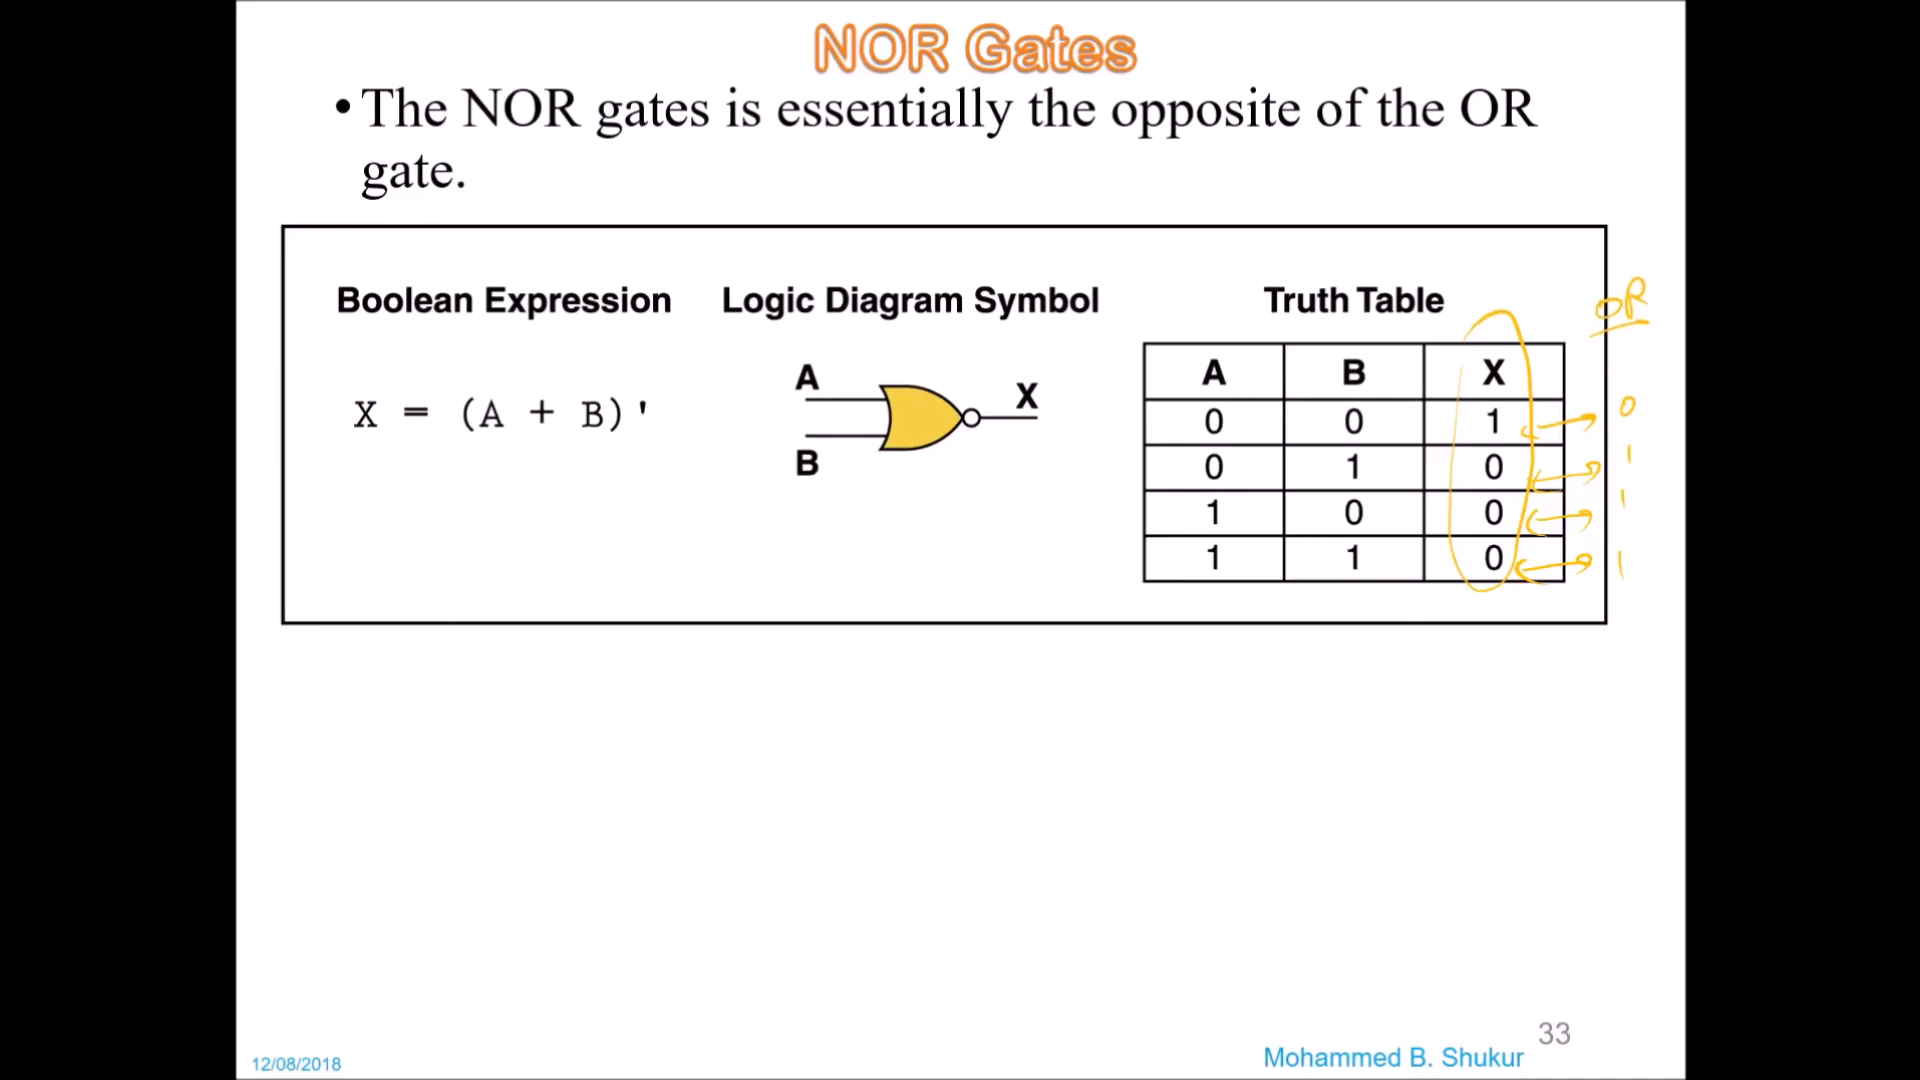 NOR Gates
• The NOR gates is essentially the opposite of the OR
gate.
Boolean Expression Logic Diagram Symbol Truth Table OR
X = (A + B)'
A
B
X
A B X
0 0 1 0
0 1 0 1
1 0 0 1
1 1 0 1
33
12/08/2018 Mohammed B. Shukur